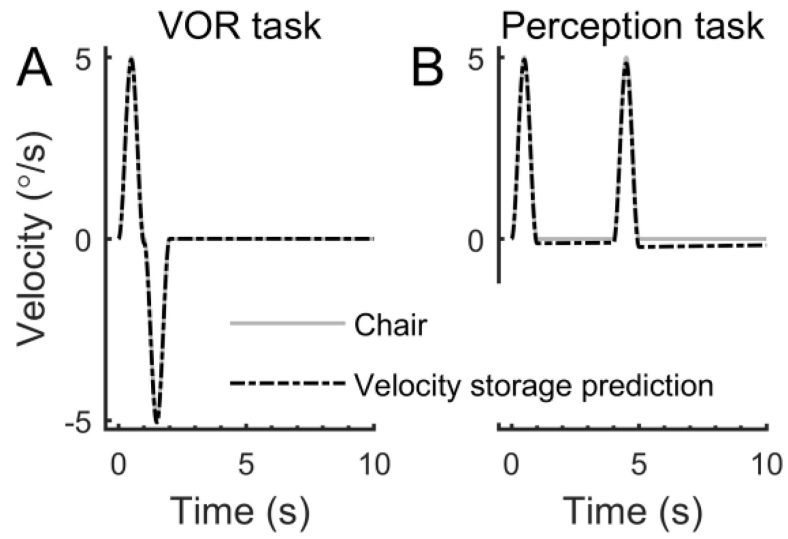 VOR task
Perception task
A
B
5
0
-5
5
0
Velocity (°/s)
Chair
Velocity storage prediction
0
5
10
0
5
10
Time (s)
Time (s)